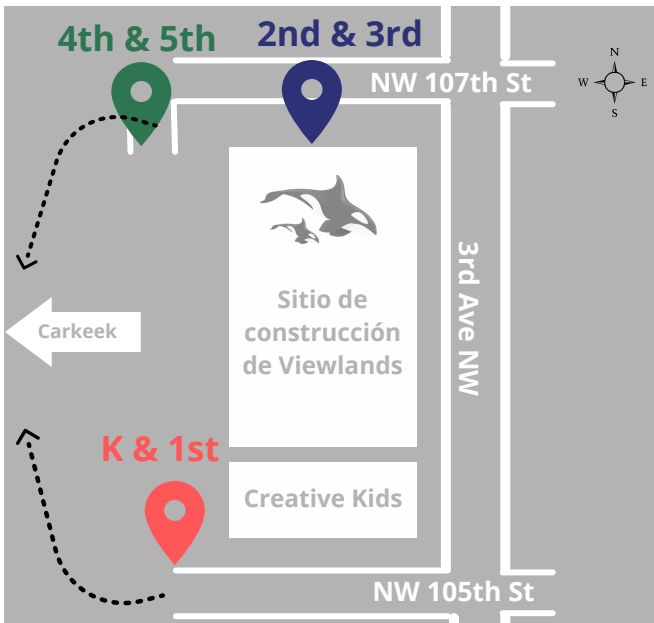 4th & 5th
2nd & 3rd
NW 107th St
N
W
E
S
3rd Ave NW
Sitio de
construcción
de Viewlands
Carkeek
K & 1st
Creative Kids
NW 105th St